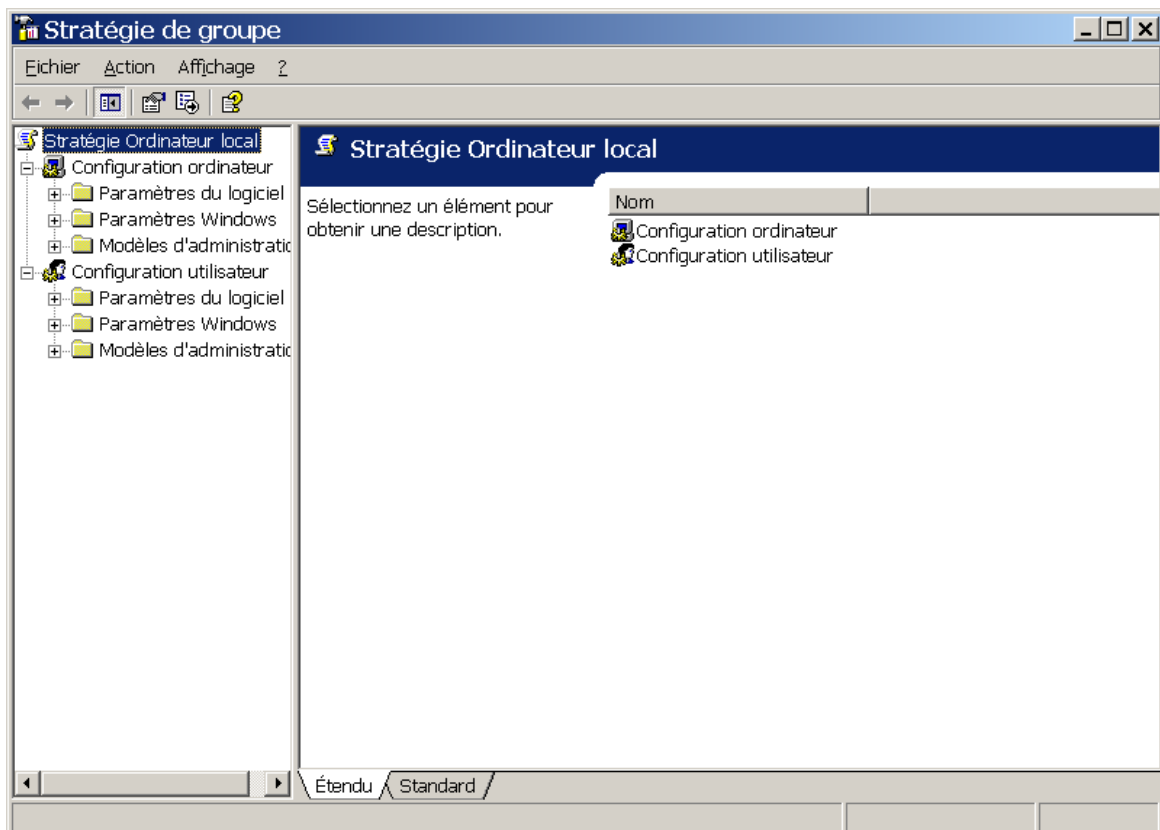 Stratégie de groupe
Fichier Action Affichage ?
Stratégie Ordinateur local
Configuration ordinateur
Paramètres du logiciel
Paramètres Windows
Modèles d'administratio
Configuration utilisateur
Paramètres du logiciel
Paramètres Windows
Modèles d'administratio
Stratégie Ordinateur local
Sélectionnez un élément pour
obtenir une description.
Nom
Configuration ordinateur
Configuration utilisateur
Étendu Standard